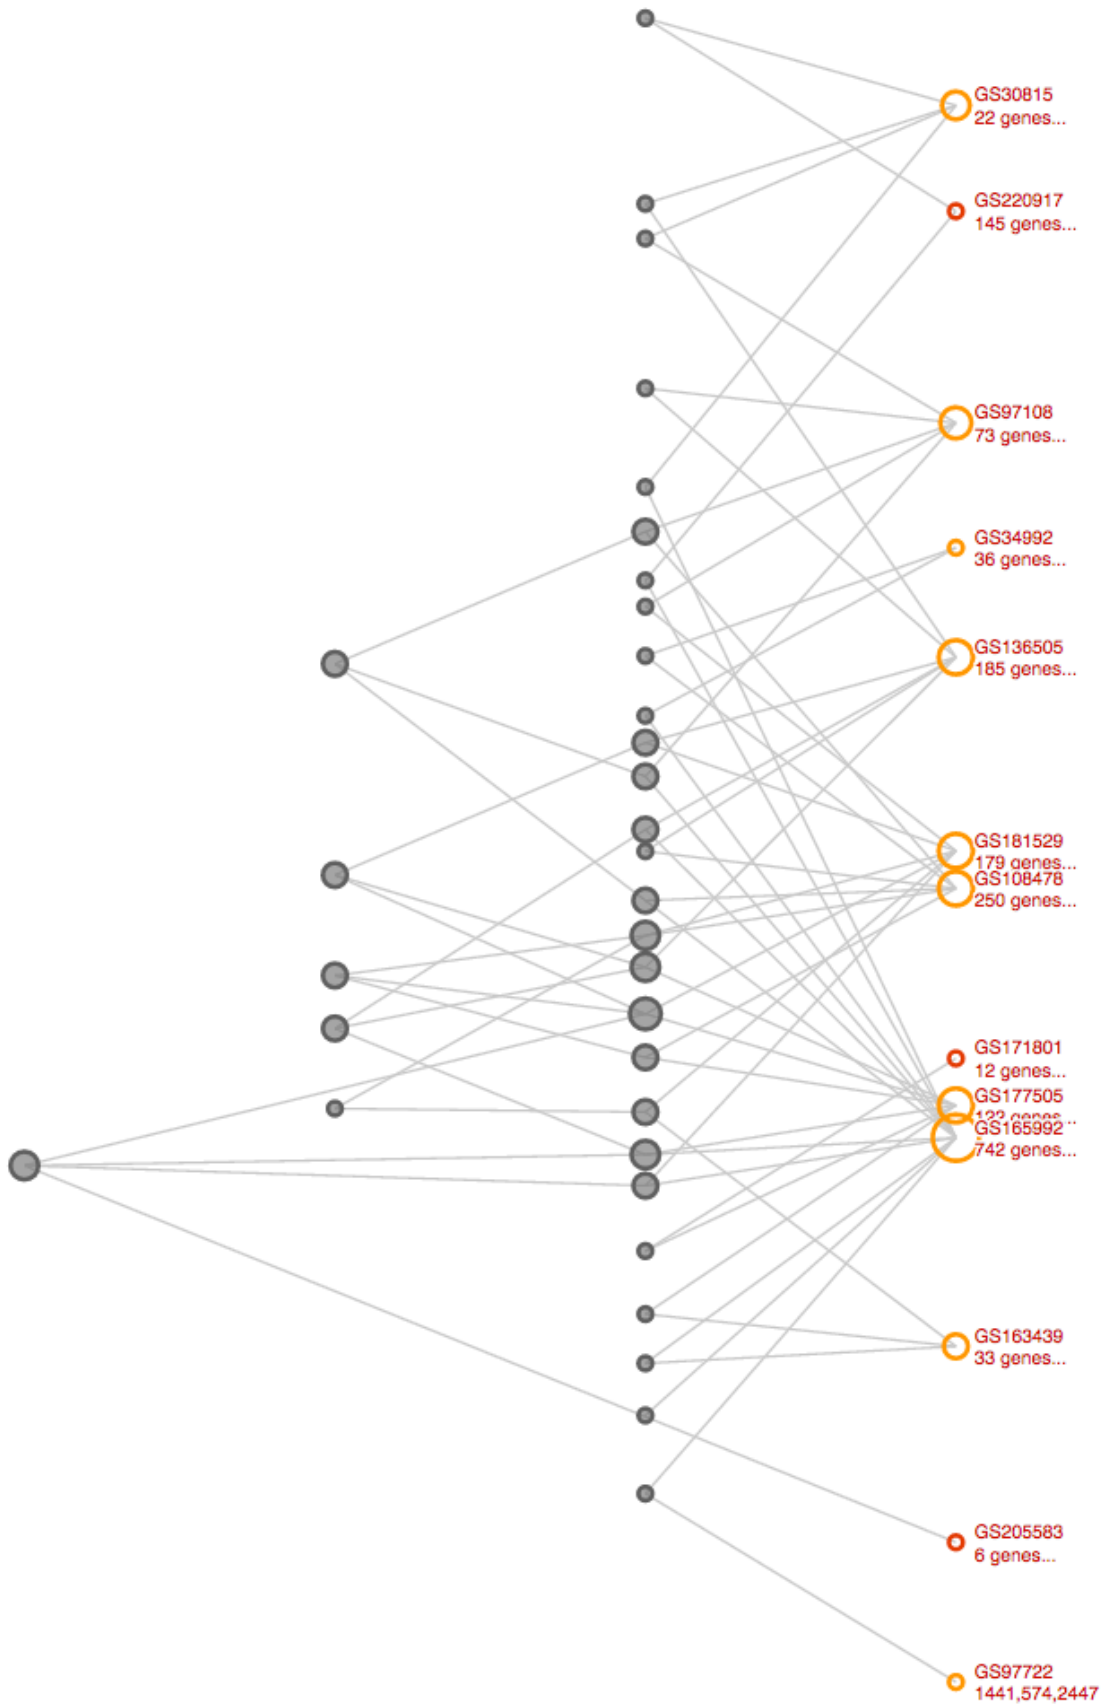 GS30815
22 genes...
GS220917
145 genes...
GS97108
73 genes...
GS34992
36 genes...
GS136505
185 genes...
GS181529
179 genes...
GS108478
250 genes...
GS171801
12 genes...
GS177505
genes...
GS165992
742 genes...
GS163439
33 genes...
GS205583
6 genes...
GS97722
1441,574,2447